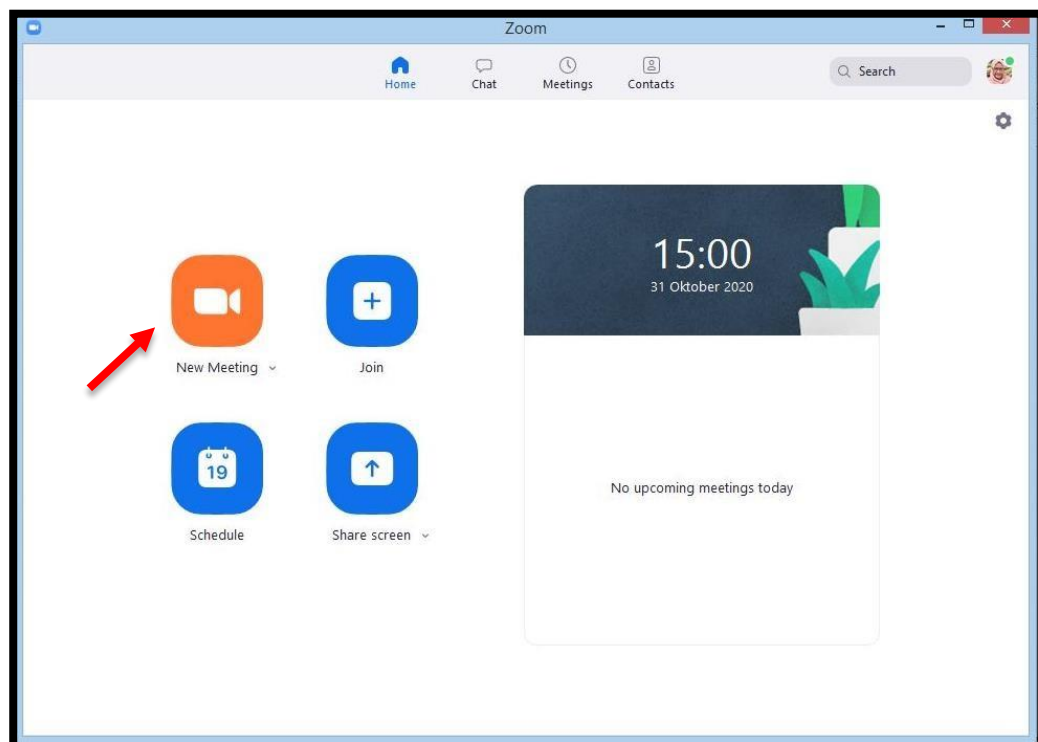 Zoom
Home Chat Meetings Contacts
Search
15:00
31 Oktober 2020
New Meeting
Join
19
Schedule
Share screen
No upcoming meetings today